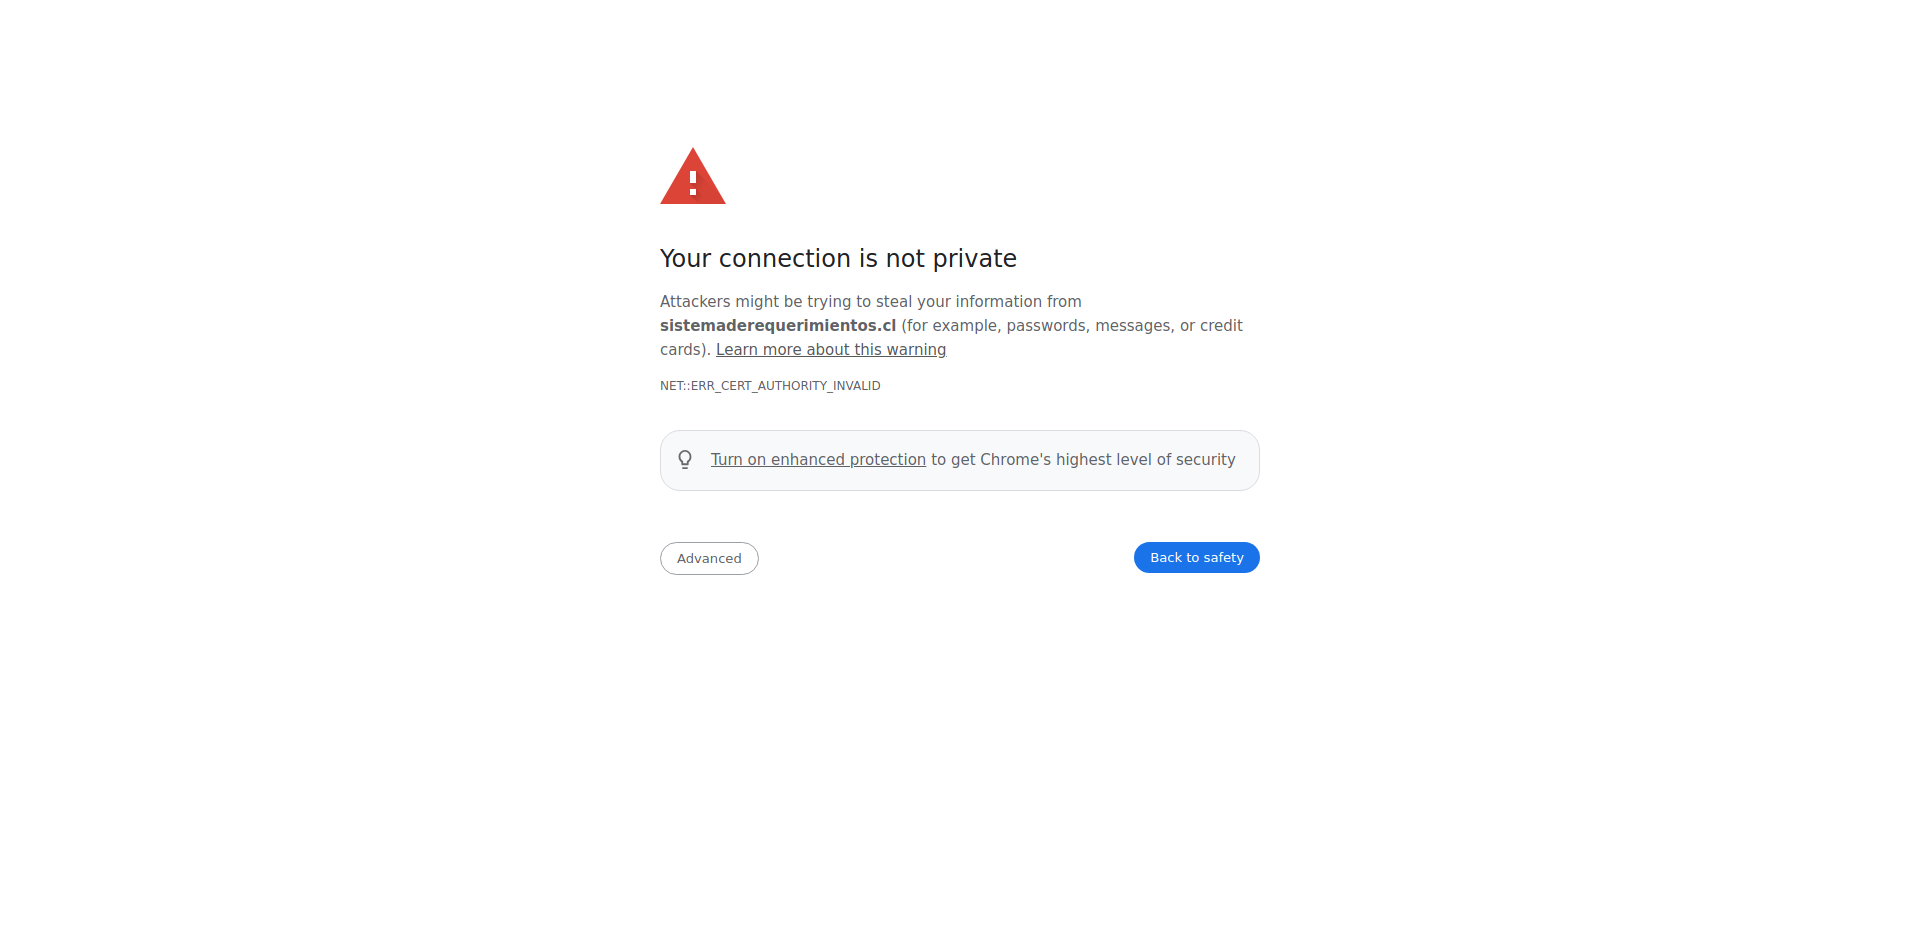 Your connection is not private
Attackers might be trying to steal your information from
sistemaderequerimientos.cl (for example, passwords, messages, or credit
cards). Learn more about this warning
NET::ERR_CERT_AUTHORITY_INVALID
Turn on enhanced protection to get Chrome's highest level of security
Advanced
Back to safety